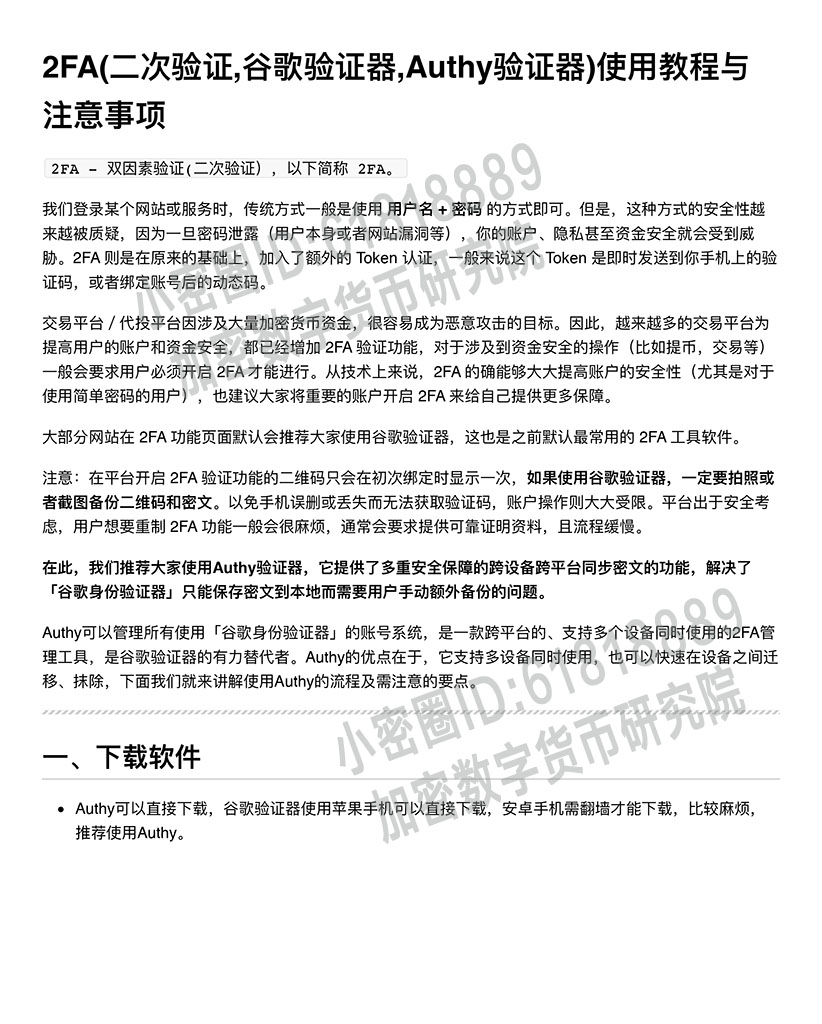 2FA(二次验证,谷歌验证器,Authy验证器)使用教程与
注意事项
2FA - 双因素验证(二次验证），以下简称 2FA。
我们登录某个网站或服务时，传统方式一般是使用 用户名 + 密码 的方式即可。但是，这种方式的安全性越
来越被质疑，因为一旦密码泄露（用户本身或者网站漏洞等），你的账户、隐私甚至资金安全就会受到威
胁。2FA 则是在原来的基础上，加入了额外的 Token 认证，一般来说这个 Token 是即时发送到你手机上的验
证码，或者绑定账号后的动态码。
交易平台 / 代投平台因涉及大量加密货币资金，很容易成为恶意攻击的目标。因此，越来越多的交易平台为
提高用户的账户和资金安全，都已经增加 2FA 验证功能，对于涉及到资金安全的操作（比如提币，交易等）
一般会要求用户必须开启 2FA 才能进行。从技术上来说，2FA 的确能够大大提高账户的安全性（尤其是对于
使用简单密码的用户），也建议大家将重要的账户开启 2FA 来给自己提供更多保障。
大部分网站在 2FA 功能页面默认会推荐大家使用谷歌验证器，这也是之前默认最常用的 2FA 工具软件。
注意：在平台开启 2FA 验证功能的二维码只会在初次绑定时显示一次，如果使用谷歌验证器，一定要拍照或
者截图备份二维码和密文。以免手机误删或丢失而无法获取验证码，账户操作则大大受限。平台出于安全考
虑，用户想要重制 2FA 功能一般会很麻烦，通常会要求提供可靠证明资料，且流程缓慢。
在此，我们推荐大家使用Authy验证器，它提供了多重安全保障的跨设备跨平台同步密文的功能，解决了
「谷歌身份验证器」只能保存密文到本地而需要用户手动额外备份的问题。
Authy可以管理所有使用「谷歌身份验证器」的账号系统，是一款跨平台的、支持多个设备同时使用的2FA管
理工具，是谷歌验证器的有力替代者。Authy的优点在于，它支持多设备同时使用，也可以快速在设备之间迁
移、抹除，下面我们就来讲解使用Authy的流程及需注意的要点。
一、下载软件
• Authy可以直接下载，谷歌验证器使用苹果手机可以直接下载，安卓手机需翻墙才能下载，比较麻烦，
推荐使用Authy。
小密圈ID:61818889
加密数字货币研究院
小密圈ID:61818889
加密数字货币研究院